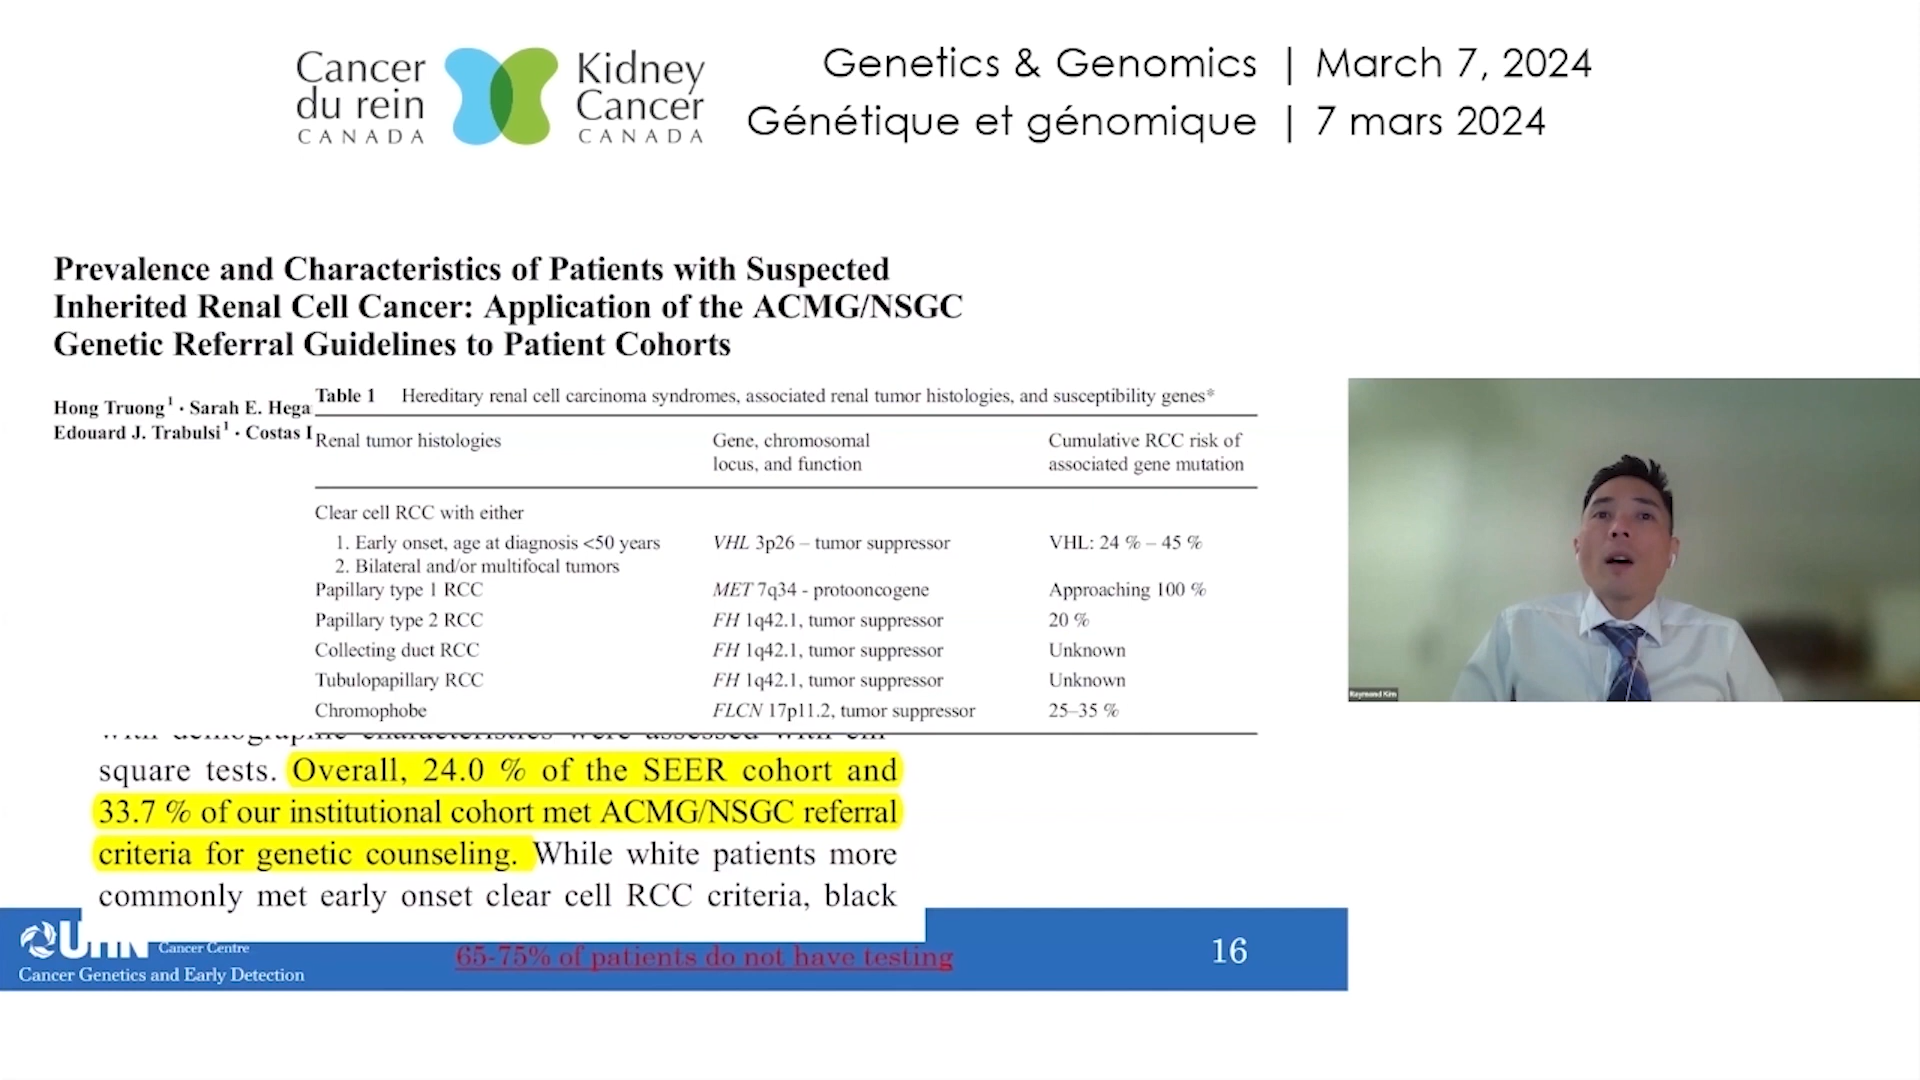 Cancer
du rein
CANADA
Kidney
Cancer
CANADA
Genetics & Genomics | March 7, 2024
Génétique et génomique | 7 mars 2024
Prevalence and Characteristics of Patients with Suspected
Inherited Renal Cell Cancer: Application of the ACMG/NSGC
Genetic Referral Guidelines to Patient Cohorts
Hong Truong1 · Sarah E. Hega
Edouard J. Trabulsi1 · Costas
Table 1 Hereditary renal cell carcinoma syndromes, associated renal tumor histologies, and susceptibility genes*
Renal tumor histologies
Gene, chromosomal
locus, and function
Cumulative RCC risk of
associated gene mutation
Clear cell RCC with either
1. Early onset, age at diagnosis <50 years VHL 3p26 – tumor suppressor VHL: 24 % – 45 %
2. Bilateral and/or multifocal tumors
Papillary type 1 RCC MET 7q34 - protooncogene Approaching 100 %
Papillary type 2 RCC FH 1q42.1, tumor suppressor 20 %
Collecting duct RCC FH 1q42.1, tumor suppressor Unknown
Tubulopapillary RCC FH 1q42.1, tumor suppressor Unknown
Chromophobe FLCN 17p11.2, tumor suppressor 25–35 %
with demographic characteristics were assessed with
square tests. Overall, 24.0 % of the SEER cohort and
33.7 % of our institutional cohort met ACMG/NSGC referral
criteria for genetic counseling. While white patients more
commonly met early onset clear cell RCC criteria, black
UHN
Cancer Centre
Cancer Genetics and Early Detection
65-75% of patients do not have testing
16
Raymond Kim